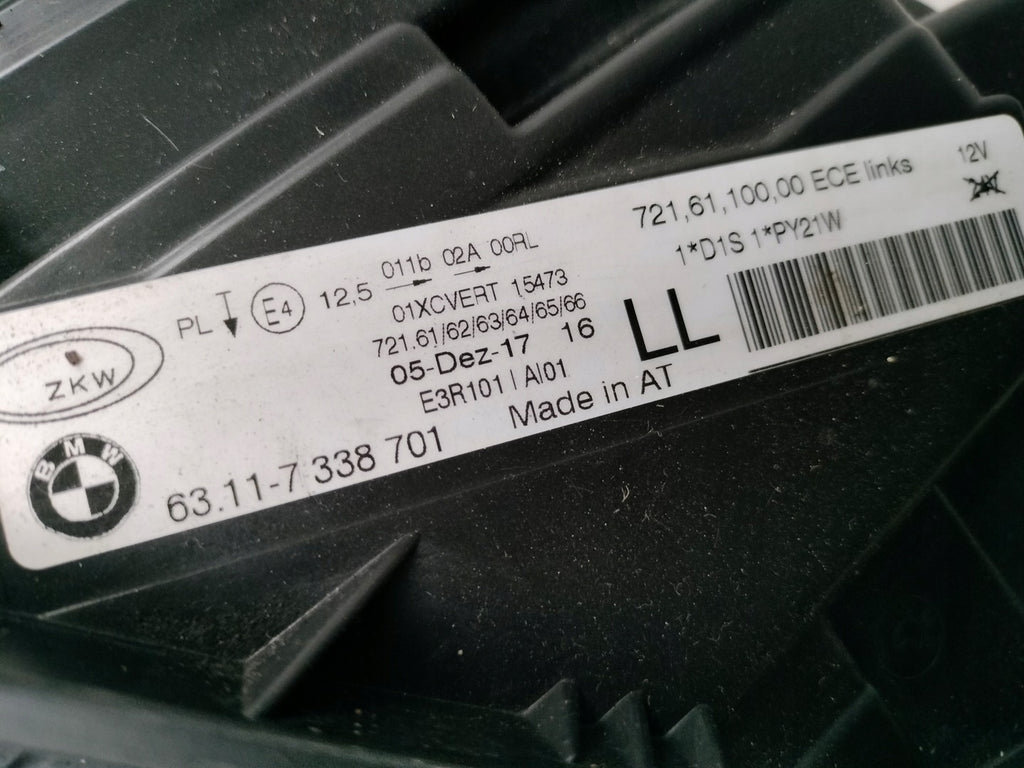 721,61,100,00 ECE links
12V
1*D1S 1*PY21W
PL E4 12,5 011b 02A 00RL
01XCVERT 15473
721.61/62/63/64/65/66
05-Dez-17 16
E3R101 | AI01
LL
Made in AT
ZKW
BMW
63.11-7 338 701